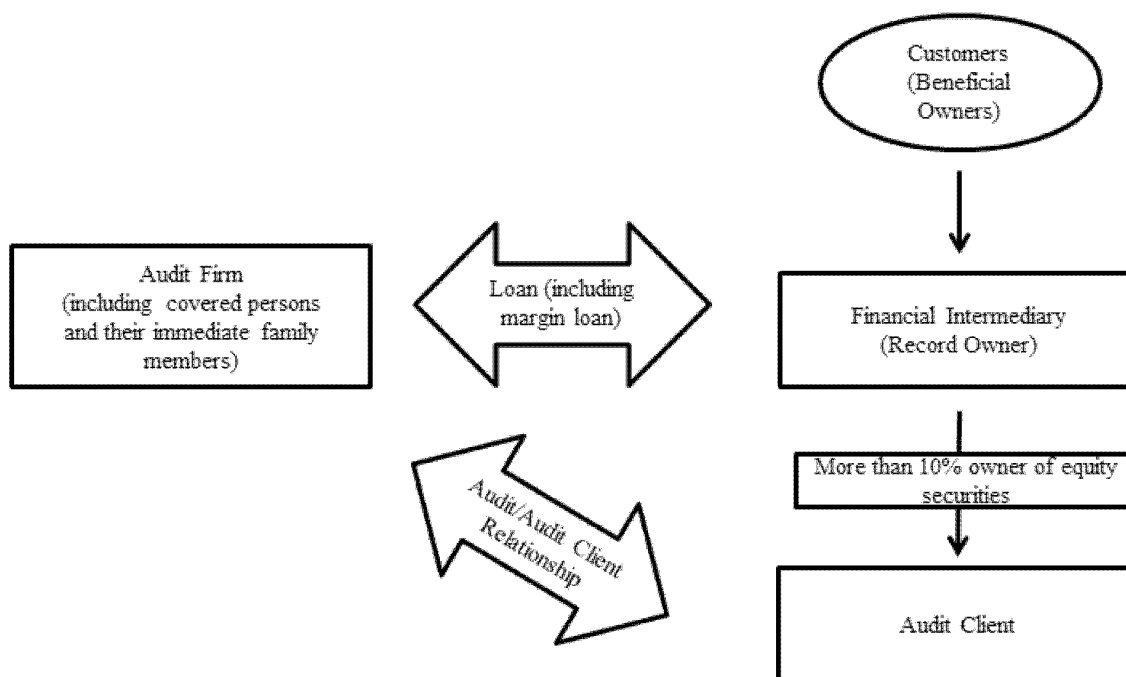 Customers
(Beneficial
Owners)
Audit Firm
(including covered persons
and their immediate family
members)
Loan (including
margin loan)
Financial Intermediary
(Record Owner)
More than 10% owner of equity
securities
Audit/Audit Client
Relationship
Audit Client